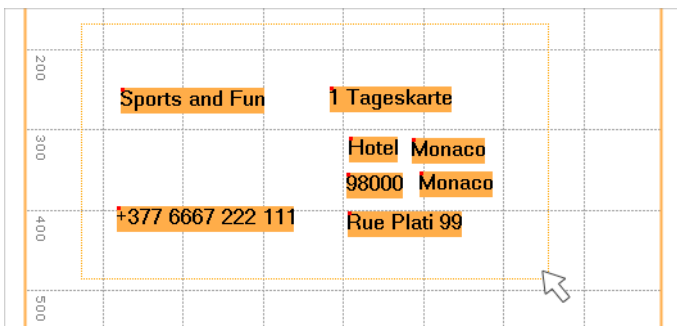 200
Sports and Fun 1 Tageskarte
300
Hotel Monaco
98000 Monaco
+377 6667 222 111 Rue Plati 99
400
500